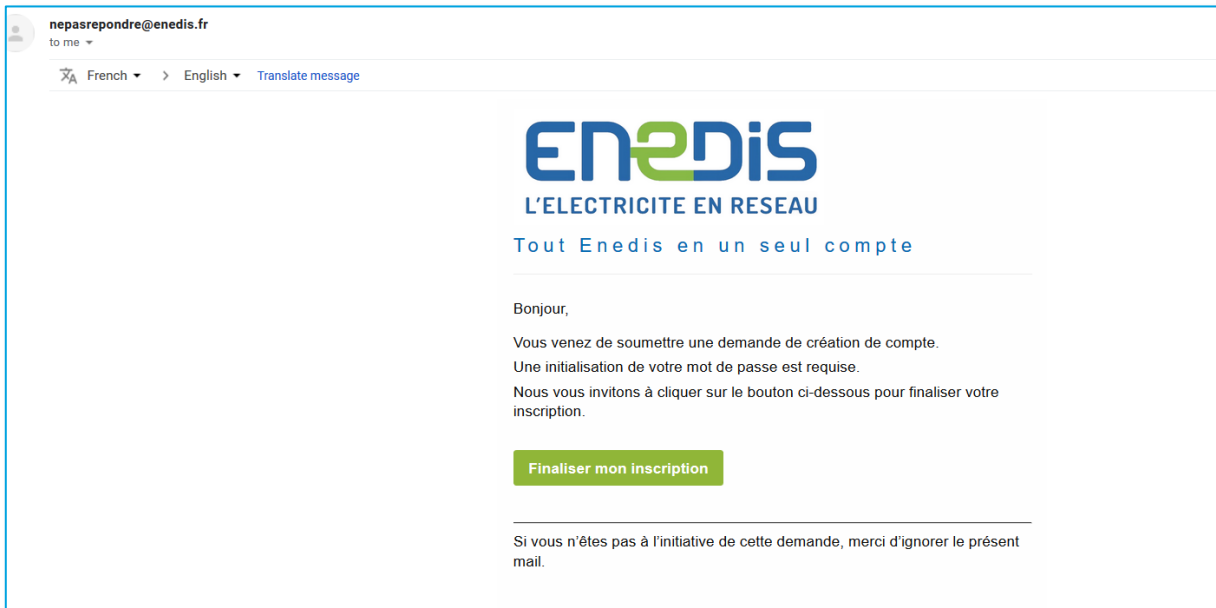 nepasrepondre@enedis.fr
to me
French > English Translate message
ENEDIS
L'ELECTRICITE EN RESEAU
Tout Enedis en un seul compte
Bonjour,
Vous venez de soumettre une demande de création de compte.
Une initialisation de votre mot de passe est requise.
Nous vous invitons à cliquer sur le bouton ci-dessous pour finaliser votre
inscription.
Finaliser mon inscription
Si vous n'êtes pas à l'initiative de cette demande, merci d'ignorer le présent
mail.